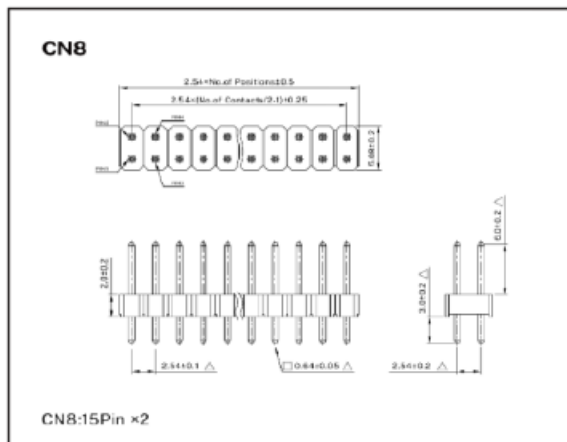 CN8
2.54×No.of Positions±0.5
2.54×(No.of Contacts/2-1)±0.25
5.08±0.2
2.0±0.2
6.0±0.2 △
3.0±0.2 △
2.54±0.1 △
□0.64±0.05 △
2.54±0.2 △
CN8:15Pin ×2